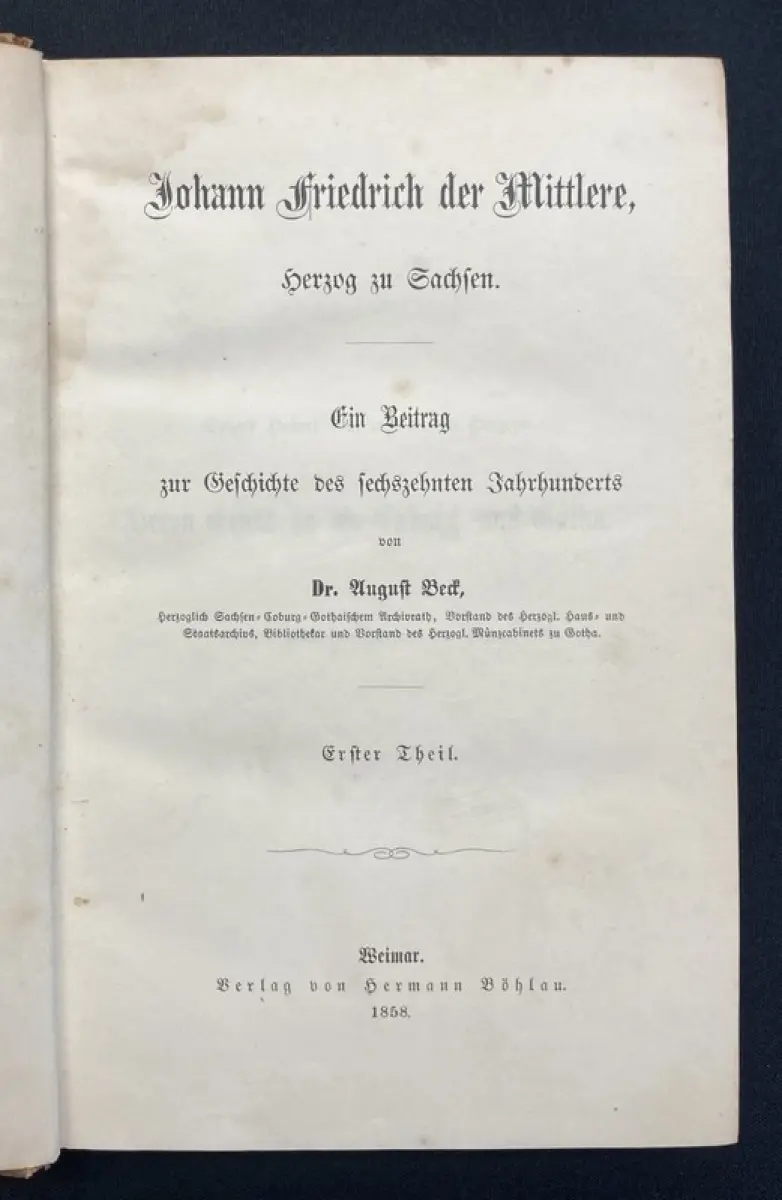 Johann Friedrich der Mittlere,
Herzog zu Sachsen.
Ein Beitrag
zur Geschichte des sechszehnten Jahrhunderts
von
Dr. August Beck,
Herzoglich Sachsen-Coburg-Gothaischem Archivrath, Vorstand des Herzogl. Haus- und
Staatsarchivs, Bibliothekar und Vorstand des Herzogl. Münzcabinets zu Gotha.
Erster Theil.
Weimar.
Verlag von Hermann Böhlau.
1858.